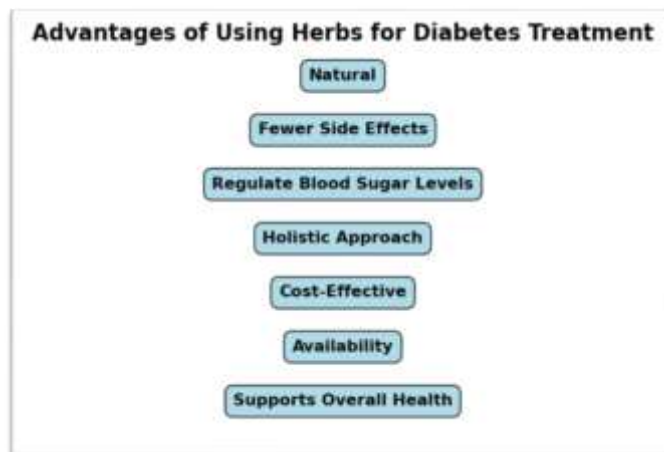 Advantages of Using Herbs for Diabetes Treatment
Natural
Fewer Side Effects
Regulate Blood Sugar Levels
Holistic Approach
Cost-Effective
Availability
Supports Overall Health